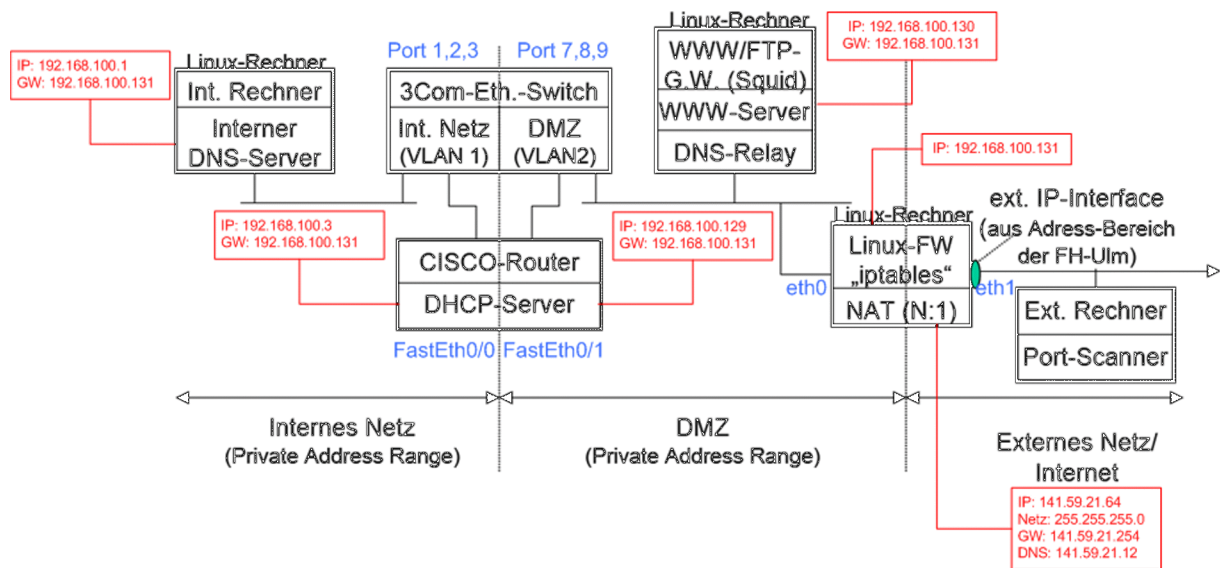 IP: 192.168.100.1
GW: 192.168.100.131
Linux-Rechner
Int. Rechner
Interner
DNS-Server
Port 1,2,3
Port 7,8,9
3Com-Eth.-Switch
Int. Netz
(VLAN 1)
DMZ
(VLAN2)
Linux-Rechner
WWW/FTP-
G.W. (Squid)
WWW-Server
DNS-Relay
IP: 192.168.100.130
GW: 192.168.100.131
IP: 192.168.100.131
IP: 192.168.100.3
GW: 192.168.100.131
IP: 192.168.100.129
GW: 192.168.100.131
CISCO-Router
DHCP-Server
FastEth0/0
FastEth0/1
Linux-Rechner
Linux-FW
„iptables“
NAT (N:1)
eth0
eth1
ext. IP-Interface
(aus Adress-Bereich
der FH-Ulm)
Ext. Rechner
Port-Scanner
Internes Netz
(Private Address Range)
DMZ
(Private Address Range)
Externes Netz/
Internet
IP: 141.59.21.64
Netz: 255.255.255.0
GW: 141.59.21.254
DNS: 141.59.21.12